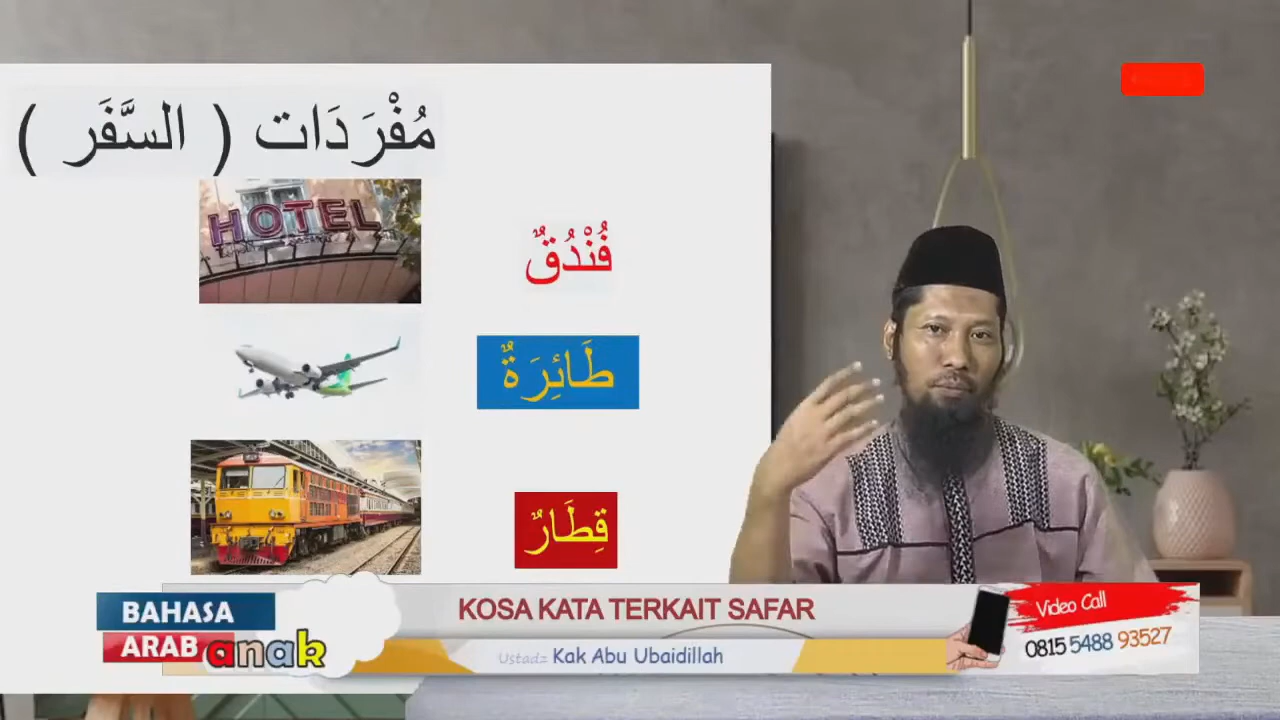 مُفْرَدَات ( السَّفَر )
HOTEL
فُنْدُقٌ
طَائِرَةٌ
قِطَارٌ
BAHASA
ARAB anak
KOSA KATA TERKAIT SAFAR
Ustadz Kak Abu Ubaidillah
Video Call
0815 5488 93527